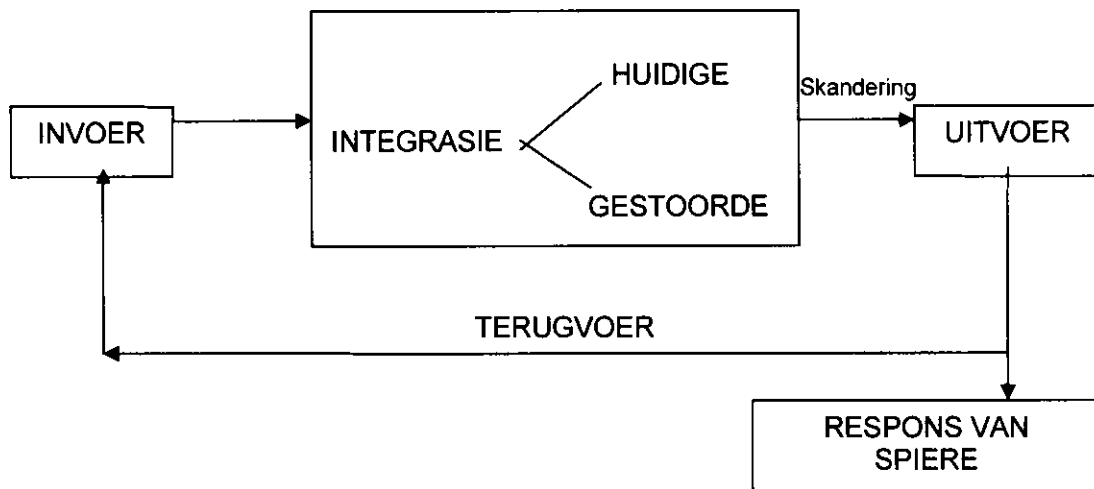 HUIDIGE
Skandering
INVOER
INTEGRASIE
UITVOER
GESTOORDE
TERUGVOER
RESPONS VAN
SPIERE